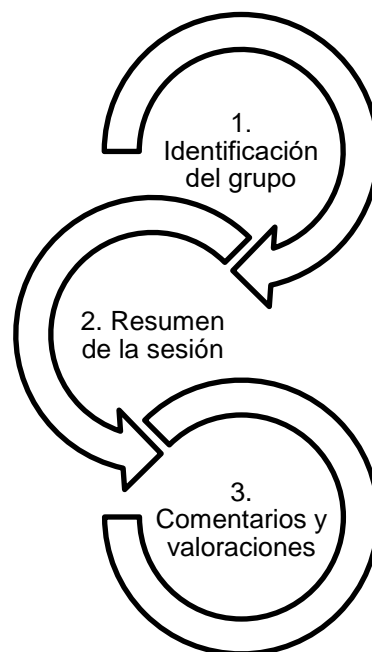 1.
Identificación
del grupo
2. Resumen
de la sesión
3.
Comentarios y
valoraciones